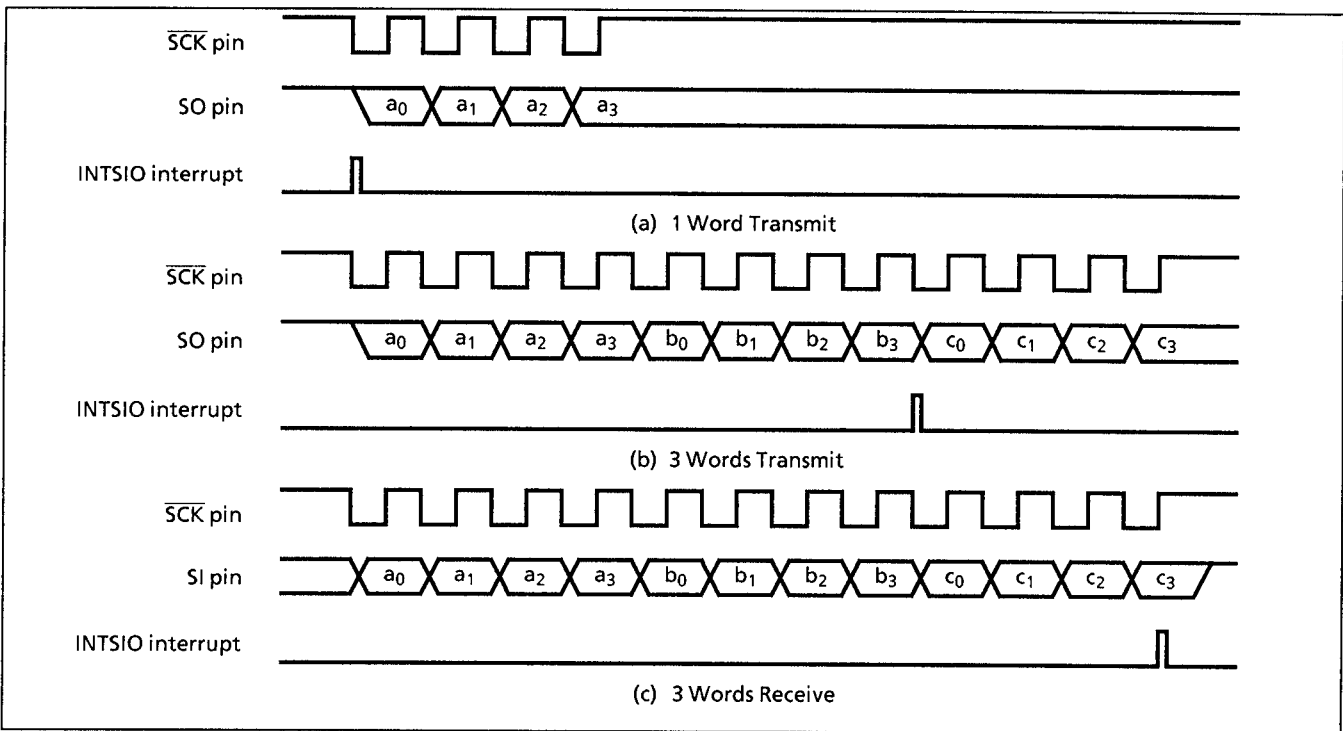 SCK pin
SO pin
a0 a1 a2 a3
INTSIO interrupt
(a) 1 Word Transmit
SCK pin
SO pin
a0 a1 a2 a3 b0 b1 b2 b3 c0 c1 c2 c3
INTSIO interrupt
(b) 3 Words Transmit
SCK pin
SI pin
a0 a1 a2 a3 b0 b1 b2 b3 c0 c1 c2 c3
INTSIO interrupt
(c) 3 Words Receive